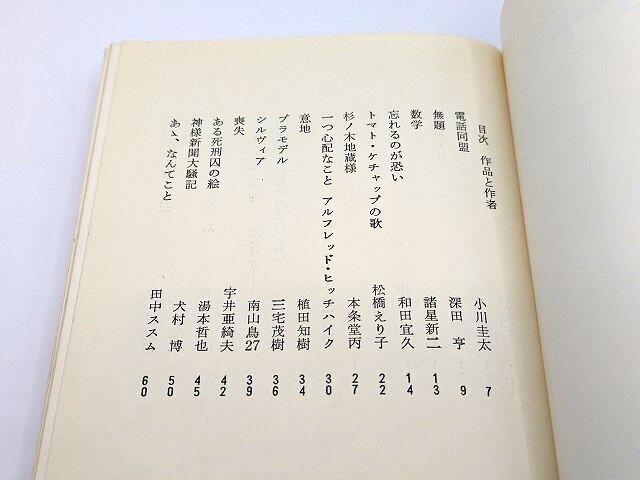 目次 作品と作者
電話同盟 小川圭太 7
無題 深田 亨 9
数学 諸星新二 13
忘れるのが恐い 和田宜久 14
トマト・ケチャップの歌 松橋えり子 22
杉ノ木地蔵様 本条堂丙 27
一つ心配なこと アルフレッド・ヒッチハイク 30
意地 植田知樹 34
プラモデル 三宅茂樹 36
シルヴィア 南山鳥27 39
喪失 宇井亜綺夫 42
ある死刑囚の絵 湯本哲也 45
神様新聞大騒記 犬村 博 50
あゝ、なんてこと 田中ススム 60